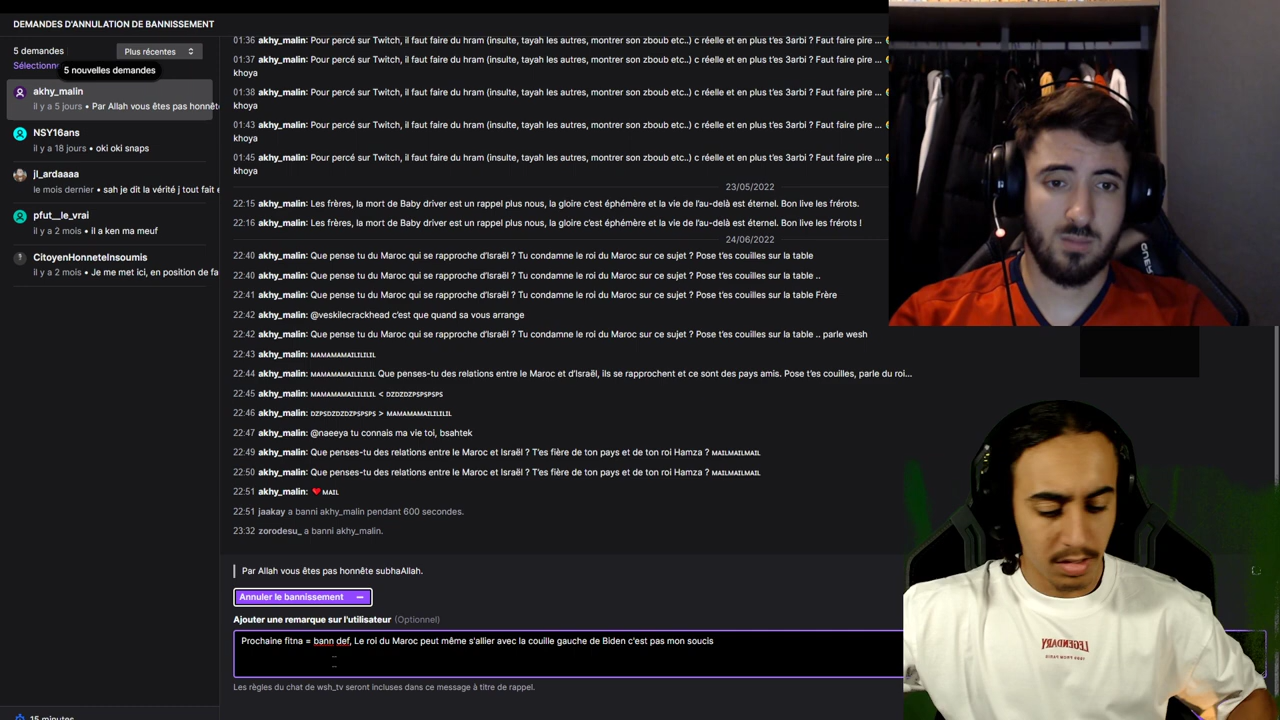 DEMANDES D'ANNULATION DE BANNISSEMENT
5 demandes
Plus récentes
Sélectionn
5 nouvelles demandes
akhy_malin
il y a 5 jours • Par Allah vous êtes pas honnêt
NSY16ans
il y a 18 jours • oki oki snaps
jl_ardaaaa
le mois dernier • sah je dit la vérité j tout fait e
pfut__le_vrai
il y a 2 mois • il a ken ma meuf
CitoyenHonneteInsoumis
il y a 2 mois • Je me met ici, en position de fa
15 minutes
01:36 akhy_malin: Pour percé sur Twitch, il faut faire du hram (insulte, tayah les autres, montrer son zboub etc..) c réelle et en plus t'es 3arbi ? Faut faire pire ...
01:37 akhy_malin: Pour percé sur Twitch, il faut faire du hram (insulte, tayah les autres, montrer son zboub etc..) c réelle et en plus t'es 3arbi ? Faut faire pire ...
khoya
01:38 akhy_malin: Pour percé sur Twitch, il faut faire du hram (insulte, tayah les autres, montrer son zboub etc..) c réelle et en plus t'es 3arbi ? Faut faire pire ...
khoya
01:43 akhy_malin: Pour percé sur Twitch, il faut faire du hram (insulte, tayah les autres, montrer son zboub etc..) c réelle et en plus t'es 3arbi ? Faut faire pire ...
khoya
01:45 akhy_malin: Pour percé sur Twitch, il faut faire du hram (insulte, tayah les autres, montrer son zboub etc..) c réelle et en plus t'es 3arbi ? Faut faire pire ...
khoya
23/05/2022
22:15 akhy_malin: Les frères, la mort de Baby driver est un rappel plus nous, la gloire c'est éphémère et la vie de l'au-delà est éternel. Bon live les frérots.
22:16 akhy_malin: Les frères, la mort de Baby driver est un rappel plus nous, la gloire c'est éphémère et la vie de l'au-delà est éternel. Bon live les frérots !
24/06/2022
22:40 akhy_malin: Que pense tu du Maroc qui se rapproche d'Israël ? Tu condamne le roi du Maroc sur ce sujet ? Pose t'es couilles sur la table
22:40 akhy_malin: Que pense tu du Maroc qui se rapproche d'Israël ? Tu condamne le roi du Maroc sur ce sujet ? Pose t'es couilles sur la table ..
22:41 akhy_malin: Que pense tu du Maroc qui se rapproche d'Israël ? Tu condamne le roi du Maroc sur ce sujet ? Pose t'es couilles sur la table Frère
22:42 akhy_malin: @veskilecrackhead c'est que quand sa vous arrange
22:42 akhy_malin: Que pense tu du Maroc qui se rapproche d'Israël ? Tu condamne le roi du Maroc sur ce sujet ? Pose t'es couilles sur la table .. parle wesh
22:43 akhy_malin: ᴍᴀᴍᴀᴍᴀᴍᴀɪʟɪʟɪʟɪʟ
22:44 akhy_malin: ᴍᴀᴍᴀᴍᴀᴍᴀɪʟɪʟɪʟɪʟ Que penses-tu des relations entre le Maroc et d'Israël, ils se rapprochent et ce sont des pays amis. Pose t'es couilles, parle du roi...
22:45 akhy_malin: ᴍᴀᴍᴀᴍᴀᴍᴀɪʟɪʟɪʟɪʟ < ᴅᴢᴅᴢᴅᴢᴘsᴘsᴘsᴘs
22:46 akhy_malin: ᴅᴢᴘsᴅᴢᴅᴢᴅᴢᴘsᴘsᴘs > ᴍᴀᴍᴀᴍᴀᴍᴀɪʟɪʟɪʟɪʟ
22:47 akhy_malin: @naeeya tu connais ma vie toi, bsahtek
22:49 akhy_malin: Que penses-tu des relations entre le Maroc et Israël ? T'es fière de ton pays et de ton roi Hamza ? ᴍᴀɪʟᴍᴀɪʟᴍᴀɪʟ
22:50 akhy_malin: Que penses-tu des relations entre le Maroc et Israël ? T'es fière de ton pays et de ton roi Hamza ? ᴍᴀɪʟᴍᴀɪʟᴍᴀɪʟ
22:51 akhy_malin: ❤️ ᴍᴀɪʟ
22:51 jaakay a banni akhy_malin pendant 600 secondes.
23:32 zorodesu_ a banni akhy_malin.
Par Allah vous êtes pas honnête subhaAllah.
Annuler le bannissement
Ajouter une remarque sur l'utilisateur (Optionnel)
Prochaine fitna = bann def, Le roi du Maroc peut même s'allier avec la couille gauche de Biden c'est pas mon soucis
Les règles du chat de wsh_tv seront incluses dans ce message à titre de rappel.
LEGENDARY